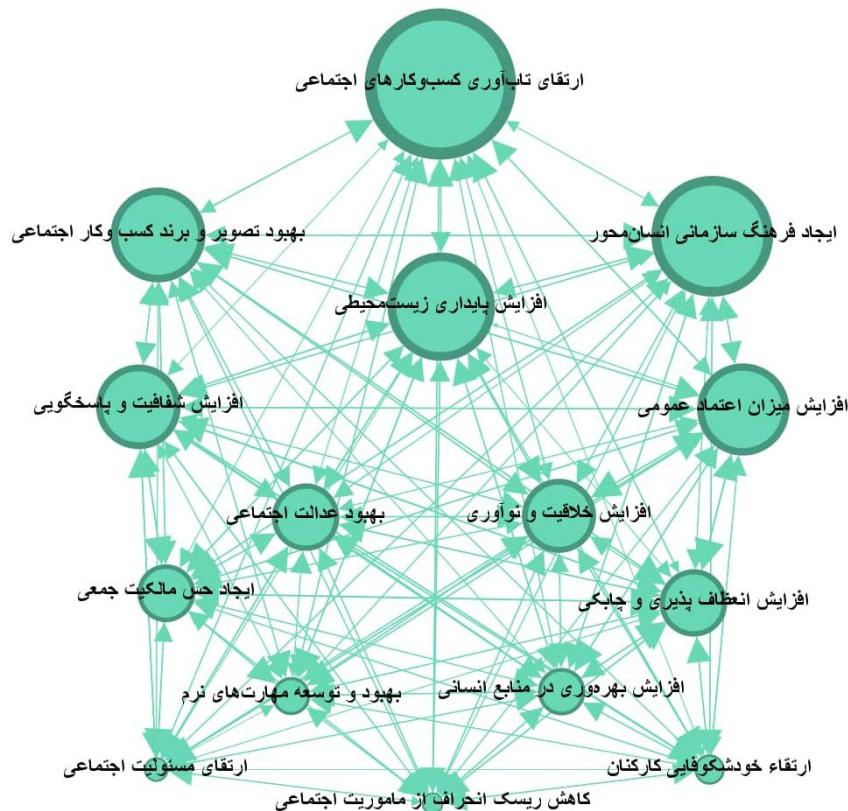 ارتقای تاب‌آوری کسب‌وکارهای اجتماعی
بهبود تصویر و برند کسب وکار اجتماعی
ایجاد فرهنگ سازمانی انسان‌محور
افزایش پایداری زیست‌محیطی
افزایش شفافیت و پاسخگویی
افزایش میزان اعتماد عمومی
بهبود عدالت اجتماعی
افزایش خلاقیت و نوآوری
ایجاد حس مالکیت جمعی
افزایش انعظاف پذیری و چابکی
بهبود و توسعه مهارت‌های نرم
افزایش بهره‌وری در منابع انسانی
ارتقای مسئولیت اجتماعی
ارتقاء خودشکوفایی کارکنان
کاهش ریسک انحراف از ماموریت اجتماعی